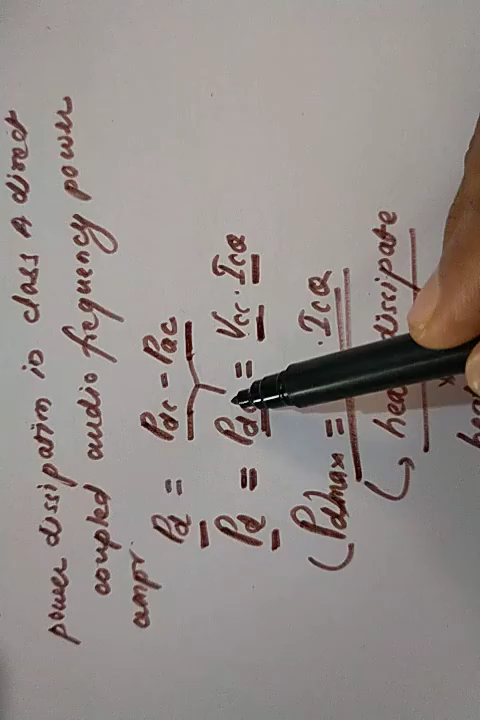 power dissipation in class A direct
coupled audio frequency power
ampr
Pd = Pdc - Pac
Pd = Pdc = Vcc . IcQ
(Pd)max = . IcQ
↳ dissipate